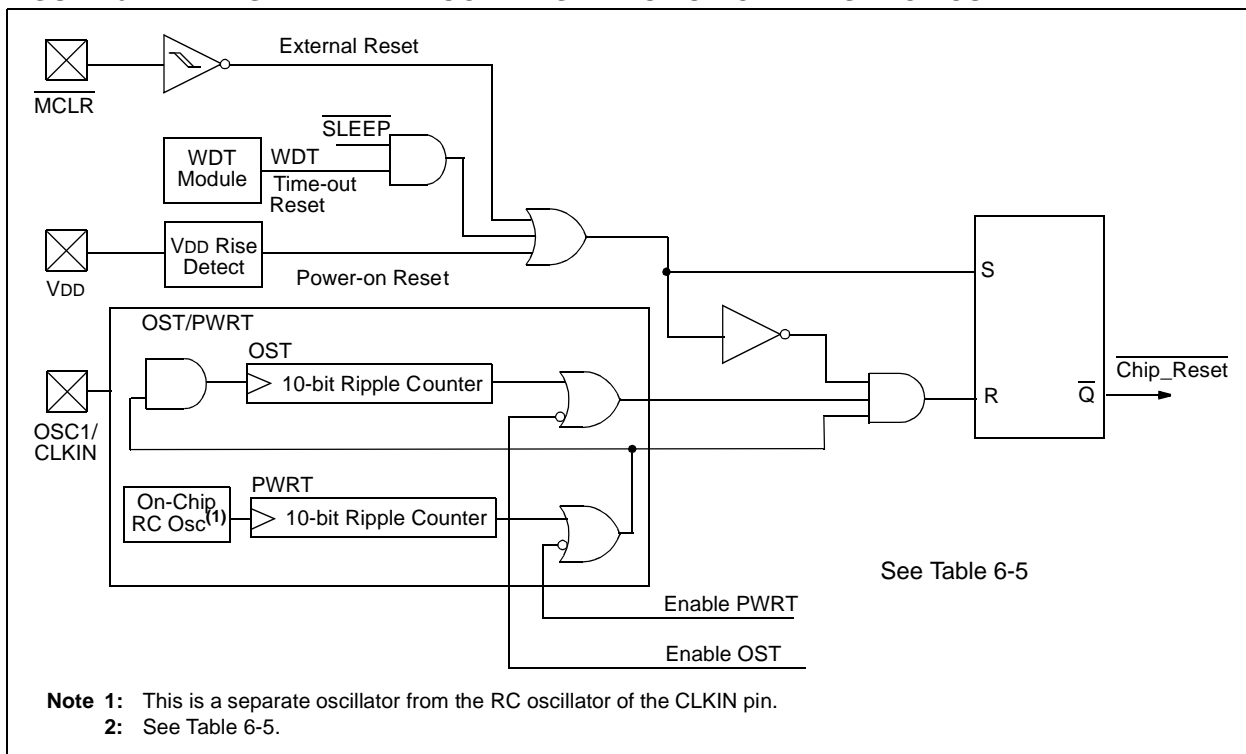 External Reset
MCLR
SLEEP
WDT
Module
WDT
Time-out
Reset
VDD
VDD Rise
Detect
Power-on Reset
S
OST/PWRT
OST
10-bit Ripple Counter
OSC1/
CLKIN
R
Q
Chip_Reset
On-Chip
RC Osc(1)
PWRT
10-bit Ripple Counter
See Table 6-5
Enable PWRT
Enable OST
Note 1: This is a separate oscillator from the RC oscillator of the CLKIN pin.
2: See Table 6-5.